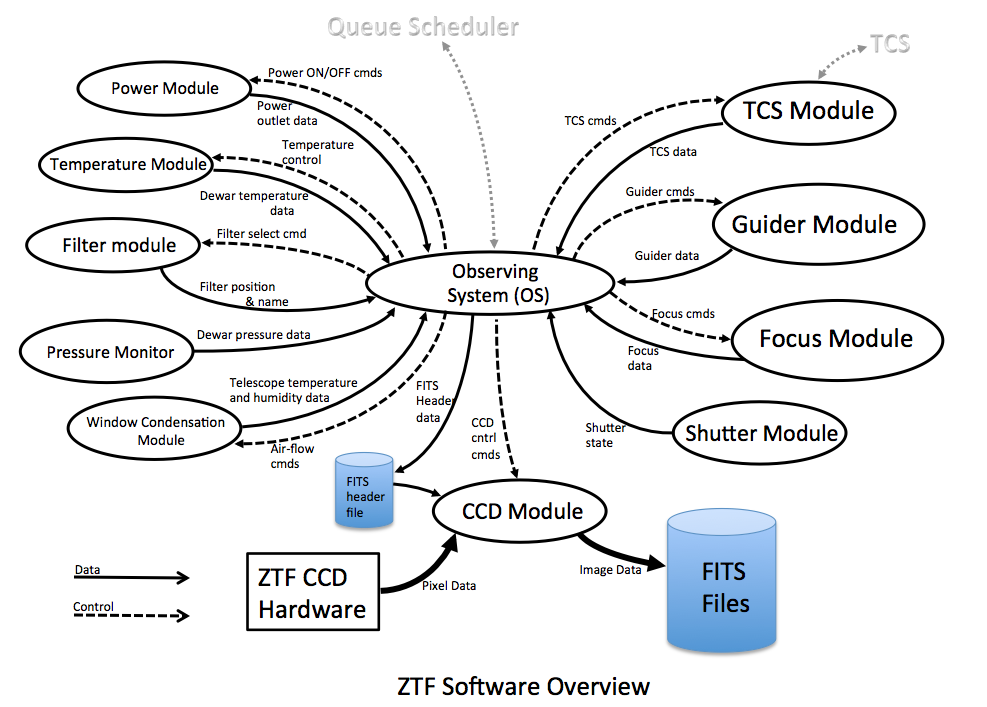 Queue Scheduler
TCS
Power Module
Power ON/OFF cmds
Power
outlet data
TCS Module
TCS cmds
TCS data
Temperature Module
Temperature
control
Dewar temperature
data
Guider Module
Guider cmds
Guider data
Filter module
Filter select cmd
Filter position
& name
Observing
System (OS)
Focus Module
Focus cmds
Focus
data
Pressure Monitor
Dewar pressure data
Window Condensation
Module
Telescope temperature
and humidity data
Air-flow
cmds
FITS
Header
data
CCD
cntrl
cmds
Shutter
state
Shutter Module
FITS
header
file
CCD Module
ZTF CCD
Hardware
Pixel Data
Image Data
FITS
Files
Data
Control
ZTF Software Overview